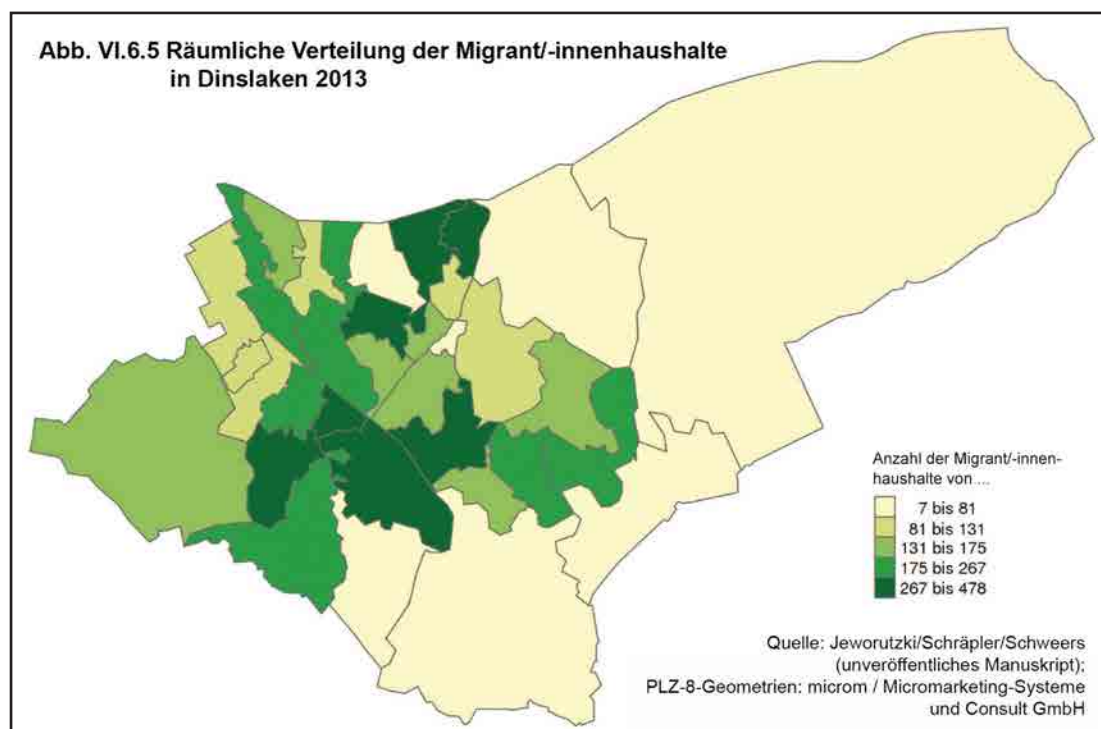 Abb. VI.6.5 Räumliche Verteilung der Migrant/-innenhaushalte
in Dinslaken 2013
Anzahl der Migrant/-innen-
haushalte von ...
7 bis 81
81 bis 131
131 bis 175
175 bis 267
267 bis 478
Quelle: Jeworutzki/Schräpler/Schweers
(unveröffentliches Manuskript);
PLZ-8-Geometrien: microm / Micromarketing-Systeme
und Consult GmbH